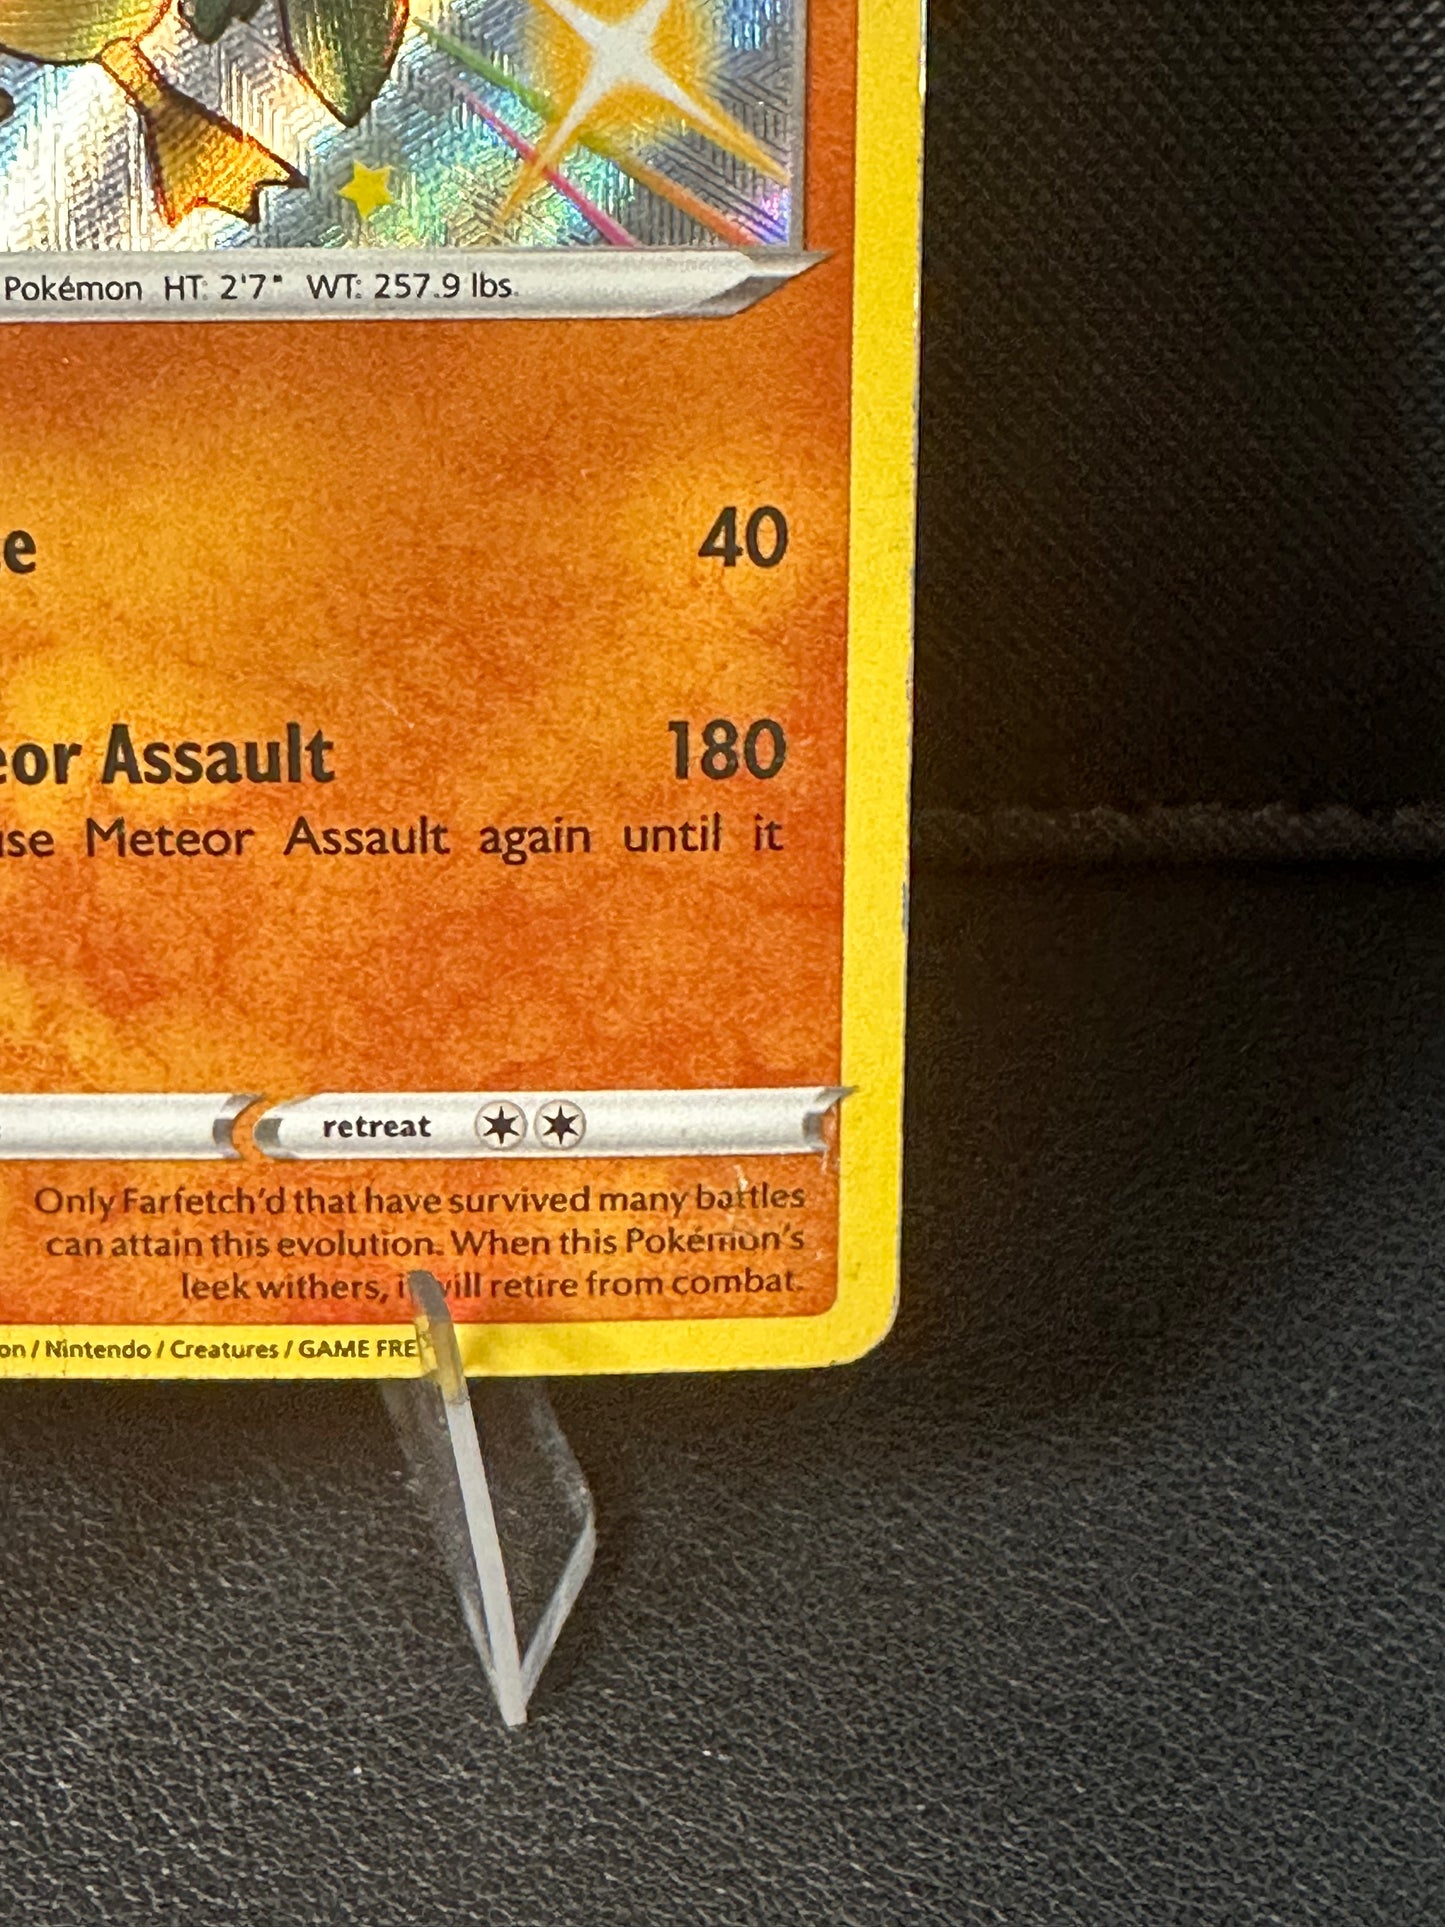 Pokémon HT: 2'7" WT: 257.9 lbs.
40
eor Assault 180
use Meteor Assault again until it
retreat
Only Farfetch'd that have survived many battles
can attain this evolution. When this Pokémon's
leek withers, it will retire from combat.
on / Nintendo / Creatures / GAME FRE